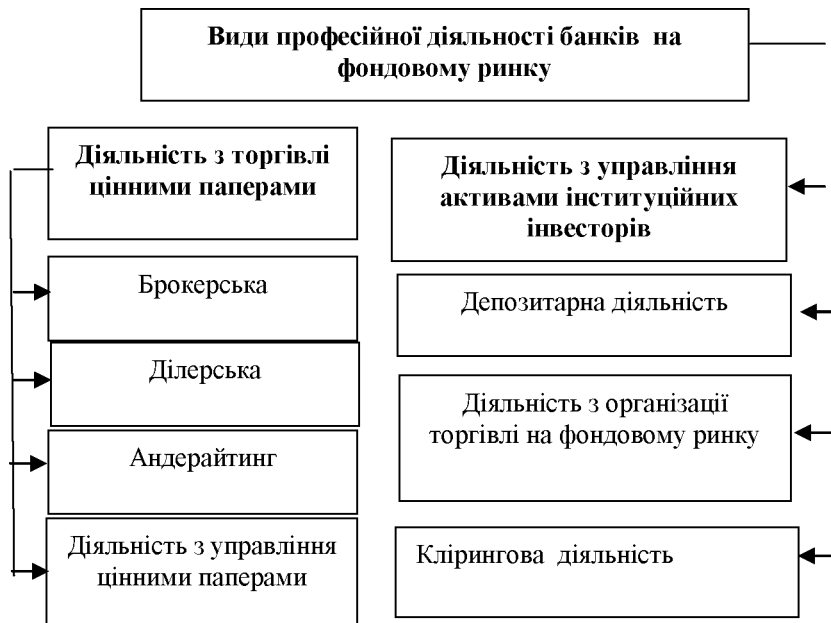 Види професійної діяльності банків на
фондовому ринку
Діяльність з торгівлі
цінними паперами
Брокерська
Ділерська
Андерайтинг
Діяльність з управління
цінними паперами
Діяльність з управління
активами інституційних
інвесторів
Депозитарна діяльність
Діяльність з організації
торгівлі на фондовому ринку
Клірингова діяльність